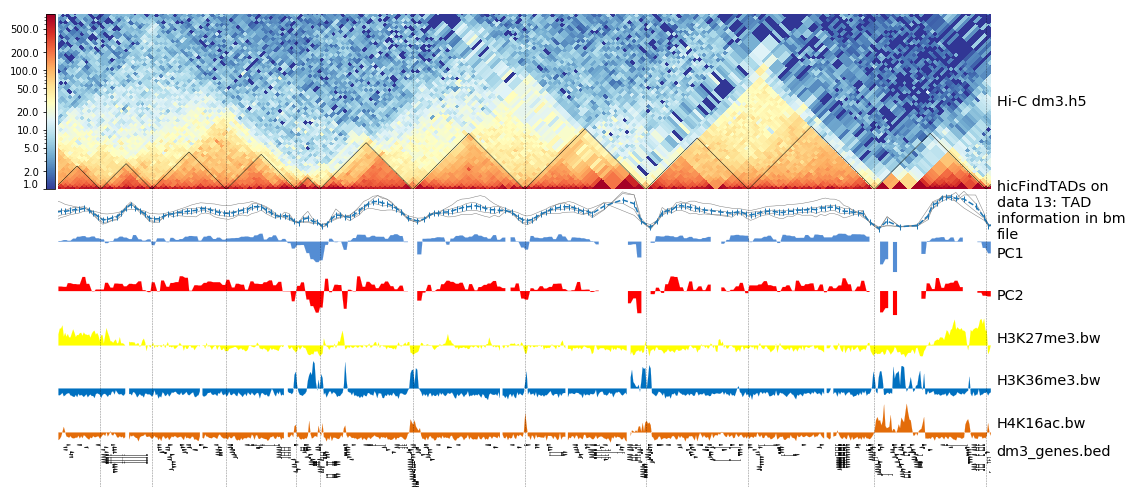 500.0
200.0
100.0
50.0
20.0
10.0
5.0
2.0
1.0
Hi-C dm3.h5
hicFindTADs on
data 13: TAD
information in bm
file
PC1
PC2
H3K27me3.bw
H3K36me3.bw
H4K16ac.bw
dm3_genes.bed